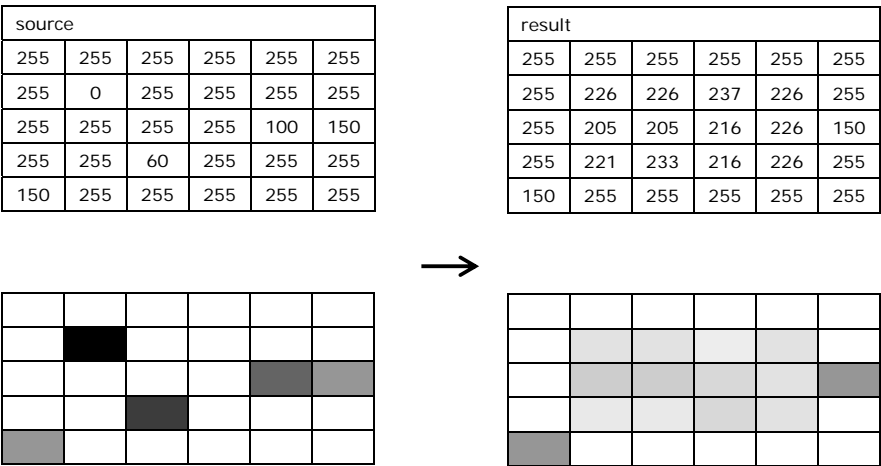 source
255 255 255 255 255 255
255 0 255 255 255 255
255 255 255 255 100 150
255 255 60 255 255 255
150 255 255 255 255 255
result
255 255 255 255 255 255
255 226 226 237 226 255
255 205 205 216 226 150
255 221 233 216 226 255
150 255 255 255 255 255